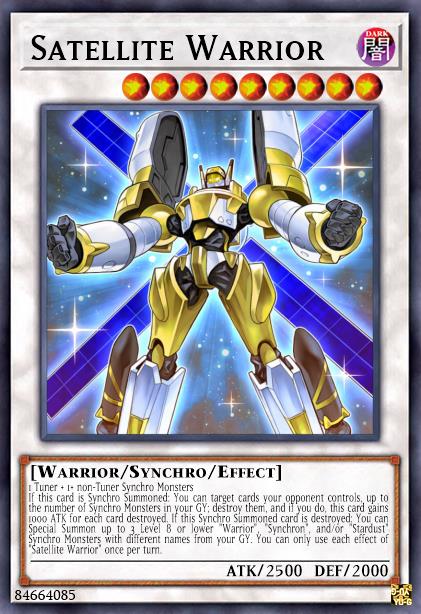 SATELLITE WARRIOR
DARK
闇
[WARRIOR/SYNCHRO/EFFECT]
1 Tuner + 1+ non-Tuner Synchro Monsters
If this card is Synchro Summoned: You can target cards your opponent controls, up to
the number of Synchro Monsters in your GY; destroy them, and if you do, this card gains
1000 ATK for each card destroyed. If this Synchro Summoned card is destroyed: You can
Special Summon up to 3 Level 8 or lower "Warrior", "Synchron", and/or "Stardust"
Synchro Monsters with different names from your GY. You can only use each effect of
"Satellite Warrior" once per turn.
ATK/2500 DEF/2000
84664085